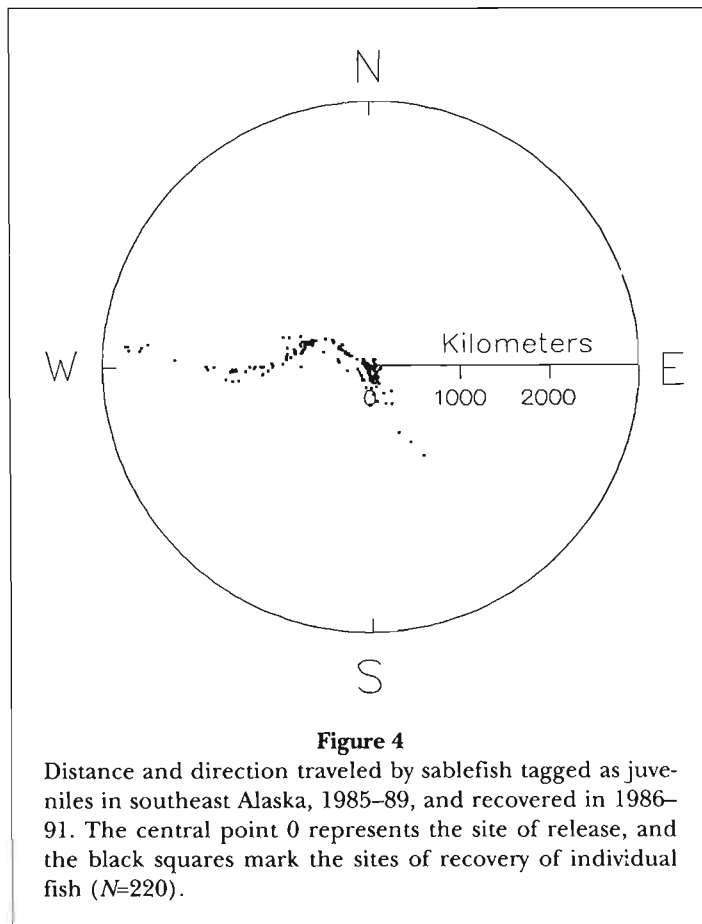 N
Kilometers
W
E
0 1000 2000
S
Figure 4
Distance and direction traveled by sablefish tagged as juve-
niles in southeast Alaska, 1985–89, and recovered in 1986–
91. The central point 0 represents the site of release, and
the black squares mark the sites of recovery of individual
fish (N=220).